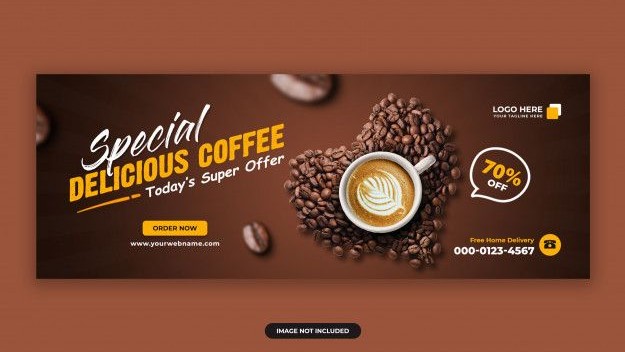 Special
DELICIOUS COFFEE
Today's Super Offer
ORDER NOW
www.yourwebname.com
LOGO HERE
YOUR TAGLINE HERE
70%
OFF
Free Home Delivery
000-0123-4567
IMAGE NOT INCLUDED